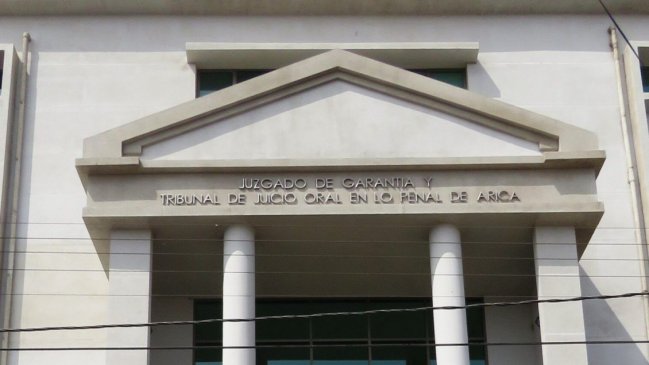 JUZGADO DE GARANTIA Y
TRIBUNAL DE JUICIO ORAL EN LO PENAL DE ARICA